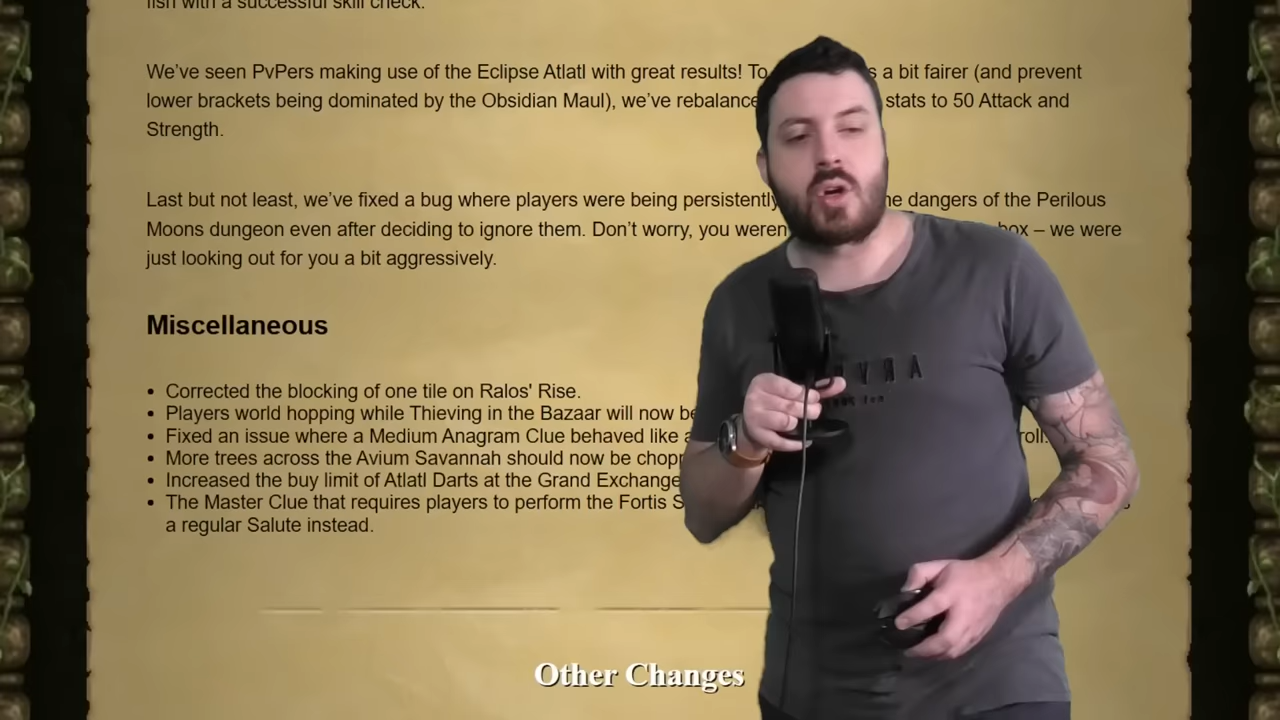 fish with a successful skill check.
We've seen PvPers making use of the Eclipse Atlatl with great results! To s a bit fairer (and prevent
lower brackets being dominated by the Obsidian Maul), we've rebalance stats to 50 Attack and
Strength.
Last but not least, we've fixed a bug where players were being persistently he dangers of the Perilous
Moons dungeon even after deciding to ignore them. Don't worry, you weren box – we were
just looking out for you a bit aggressively.
Miscellaneous
• Corrected the blocking of one tile on Ralos' Rise.
• Players world hopping while Thieving in the Bazaar will now be
• Fixed an issue where a Medium Anagram Clue behaved like a roll.
• More trees across the Avium Savannah should now be chopp
• Increased the buy limit of Atlatl Darts at the Grand Exchange
• The Master Clue that requires players to perform the Fortis S
a regular Salute instead.
Other Changes